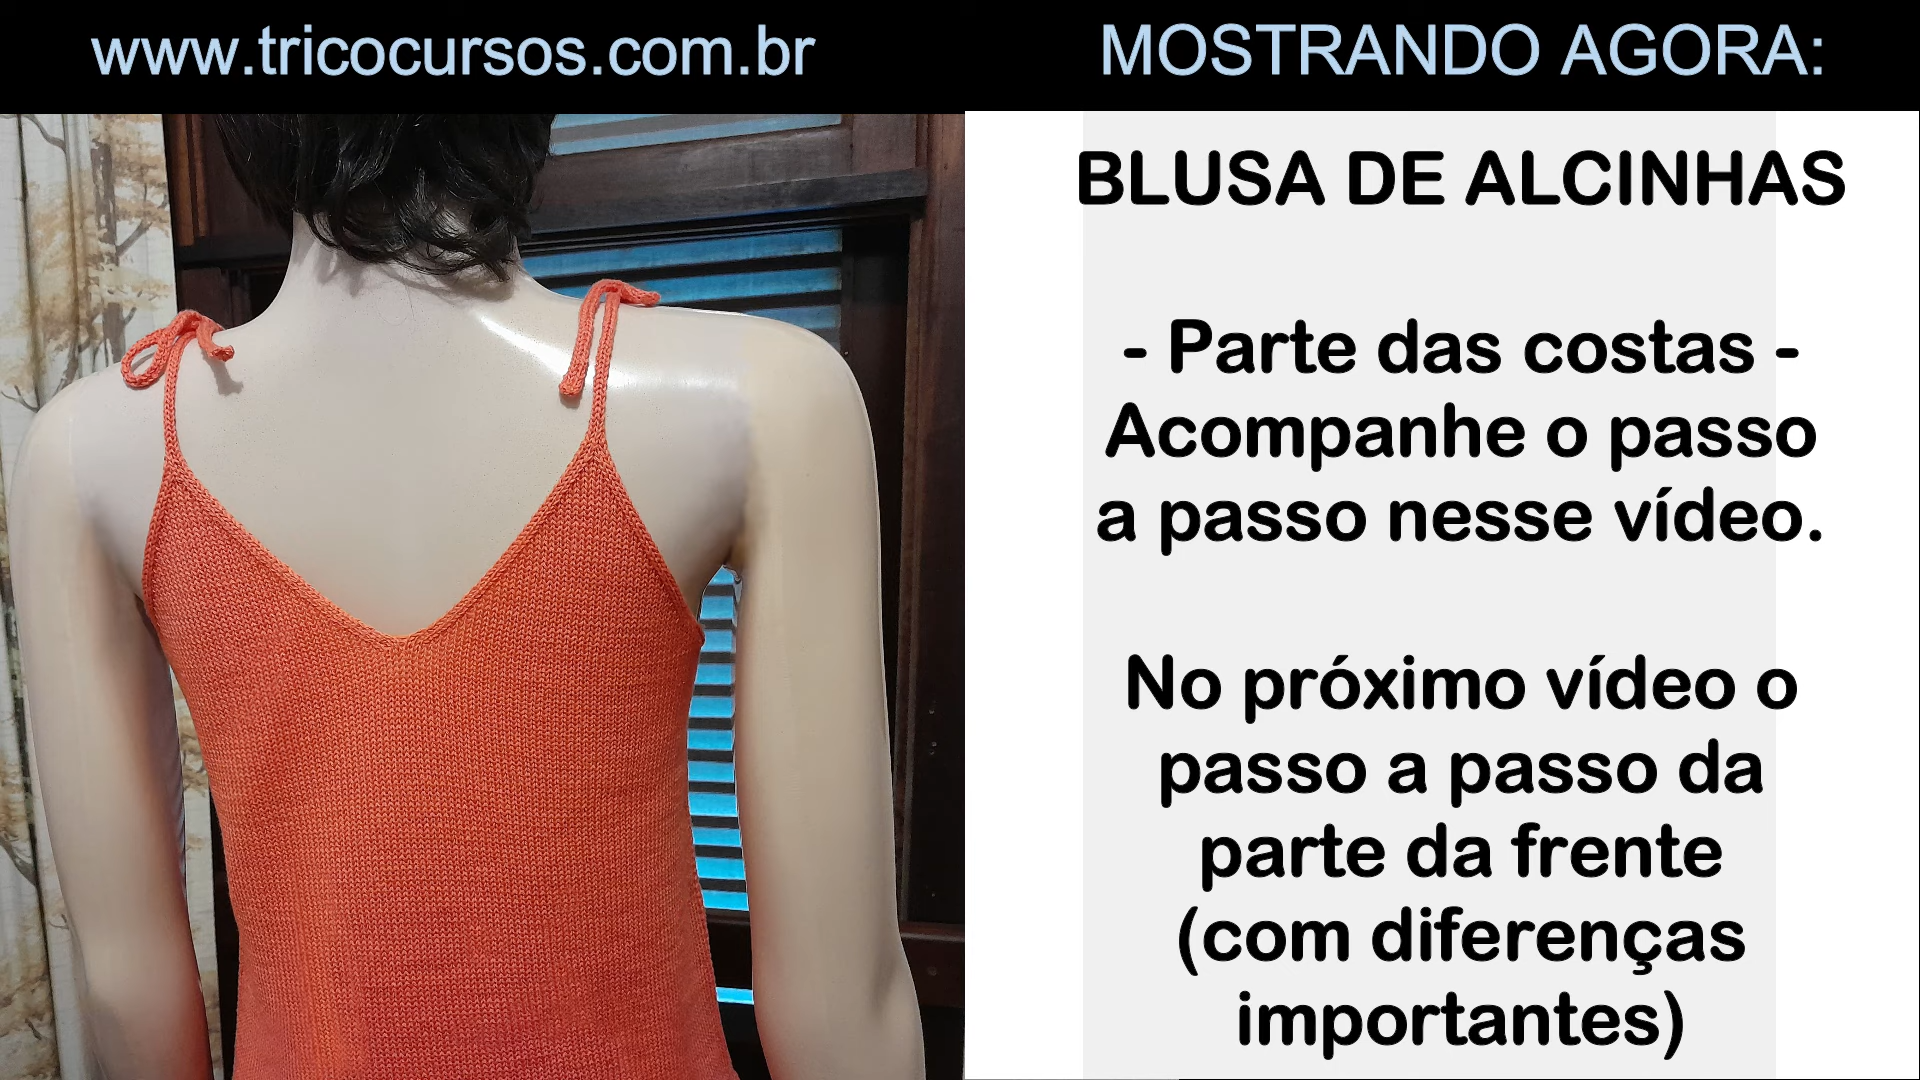 www.tricocursos.com.br
MOSTRANDO AGORA:
BLUSA DE ALCINHAS
- Parte das costas -
Acompanhe o passo
a passo nesse vídeo.
No próximo vídeo o
passo a passo da
parte da frente
(com diferenças
importantes)